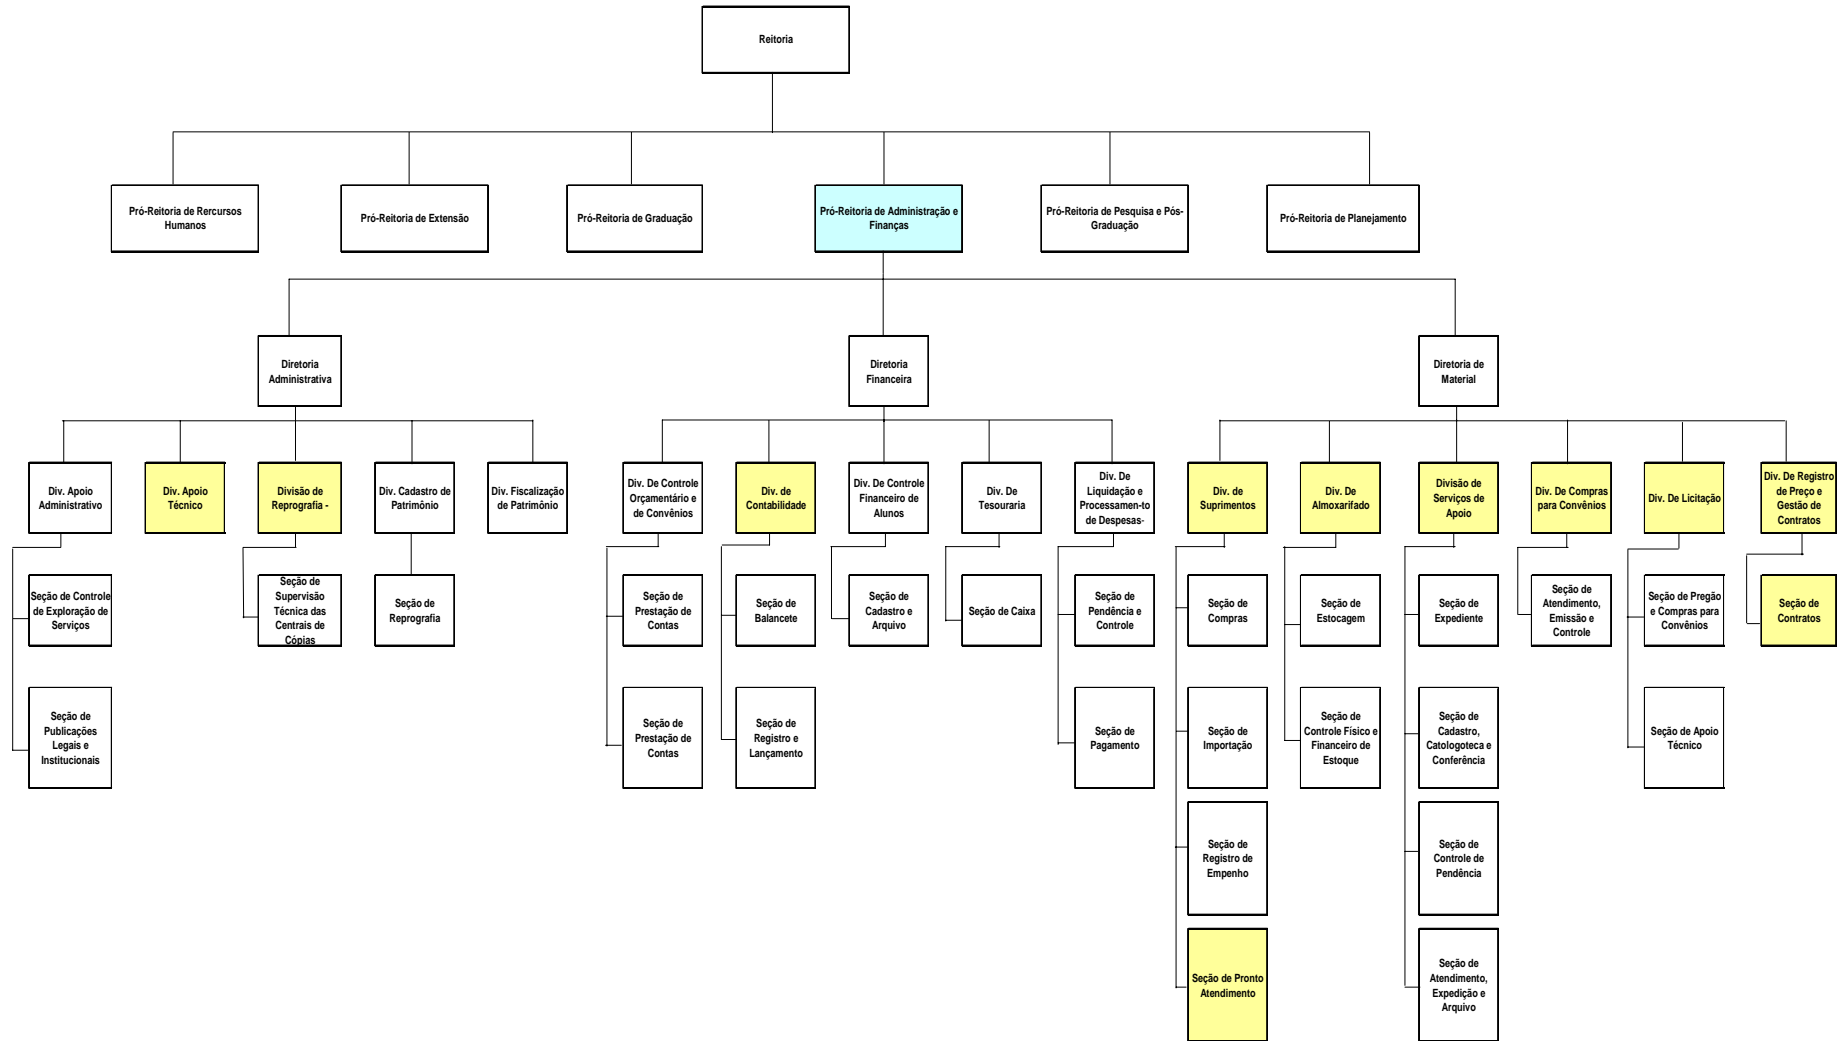 Reitoria
Pró-Reitoria de Rercursos
Humanos
Pró-Reitoria de Extensão
Pró-Reitoria de Graduação
Pró-Reitoria de Administração e
Finanças
Pró-Reitoria de Pesquisa e Pós-
Graduação
Pró-Reitoria de Planejamento
Diretoria
Administrativa
Diretoria
Financeira
Diretoria de
Material
Div. Apoio
Administrativo
Div. Apoio
Técnico
Divisão de
Reprografia -
Div. Cadastro de
Patrimônio
Div. Fiscalização
de Patrimônio
Div. De Controle
Orçamentário e
de Convênios
Div. de
Contabilidade
Div. De Controle
Financeiro de
Alunos
Div. De
Tesouraria
Div. De
Liquidação e
Processamen-to
de Despesas-
Div. de
Suprimentos
Div. De
Almoxarifado
Divisão de
Serviços de
Apoio
Div. De Compras
para Convênios
Div. De Licitação
Div. De Registro
de Preço e
Gestão de
Contratos
Seção de Controle
de Exploração de
Serviços
Seção de
Supervisão
Técnica das
Centrais de
Cópias
Seção de
Reprografia
Seção de
Prestação de
Contas
Seção de
Balancete
Seção de
Cadastro e
Arquivo
Seção de Caixa
Seção de
Pendência e
Controle
Seção de
Compras
Seção de
Estocagem
Seção de
Expediente
Seção de
Atendimento,
Emissão e
Controle
Seção de Pregão
e Compras para
Convênios
Seção de
Contratos
Seção de
Publicações
Legais e
Institucionais
Seção de
Prestação de
Contas
Seção de
Registro e
Lançamento
Seção de
Pagamento
Seção de
Importação
Seção de
Controle Físico e
Financeiro de
Estoque
Seção de
Cadastro,
Catologoteca e
Conferência
Seção de Apoio
Técnico
Seção de
Registro de
Empenho
Seção de
Controle de
Pendência
Seção de Pronto
Atendimento
Seção de
Atendimento,
Expedição e
Arquivo